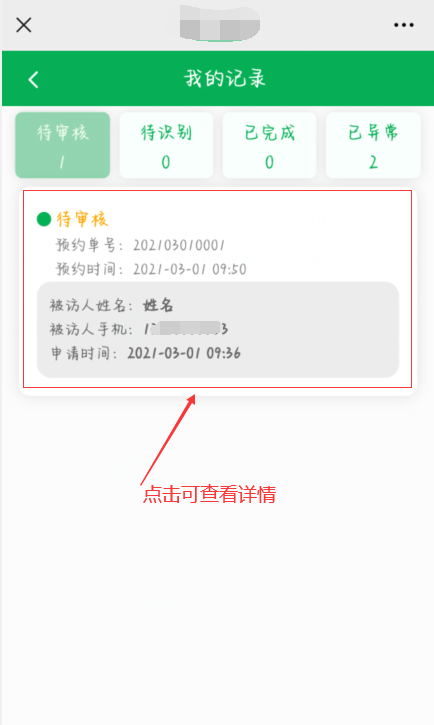 我的记录
待审核 待识别 已完成 已异常
1 0 0 2
待审核
预约单号：202103010001
预约时间：2021-03-01 09:50
被访人姓名：姓名
被访人手机：1
申请时间：2021-03-01 09:36
点击可查看详情